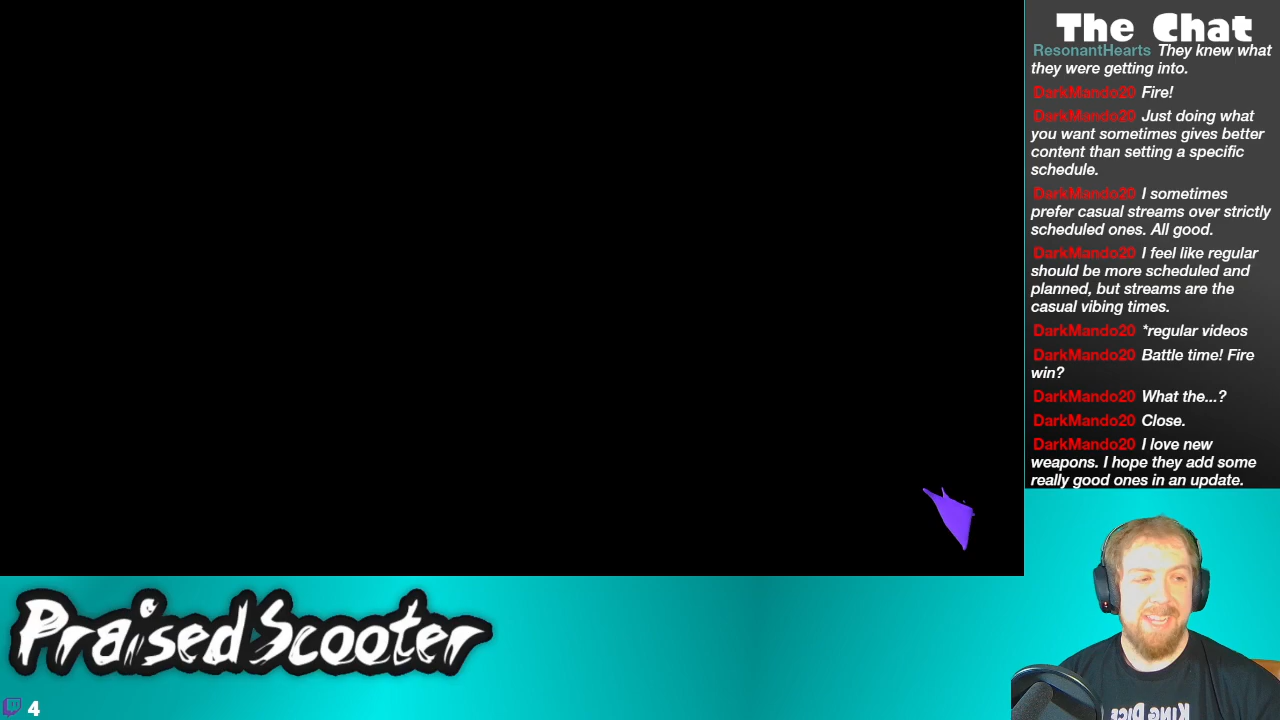 The Chat
ResonantHearts They knew what
they were getting into.
DarkMando20 Fire!
DarkMando20 Just doing what
you want sometimes gives better
content than setting a specific
schedule.
DarkMando20 I sometimes
prefer casual streams over strictly
scheduled ones. All good.
DarkMando20 I feel like regular
should be more scheduled and
planned, but streams are the
casual vibing times.
DarkMando20 *regular videos
DarkMando20 Battle time! Fire
win?
DarkMando20 What the...?
DarkMando20 Close.
DarkMando20 I love new
weapons. I hope they add some
really good ones in an update.
PraisedScooter
KING DICE
4